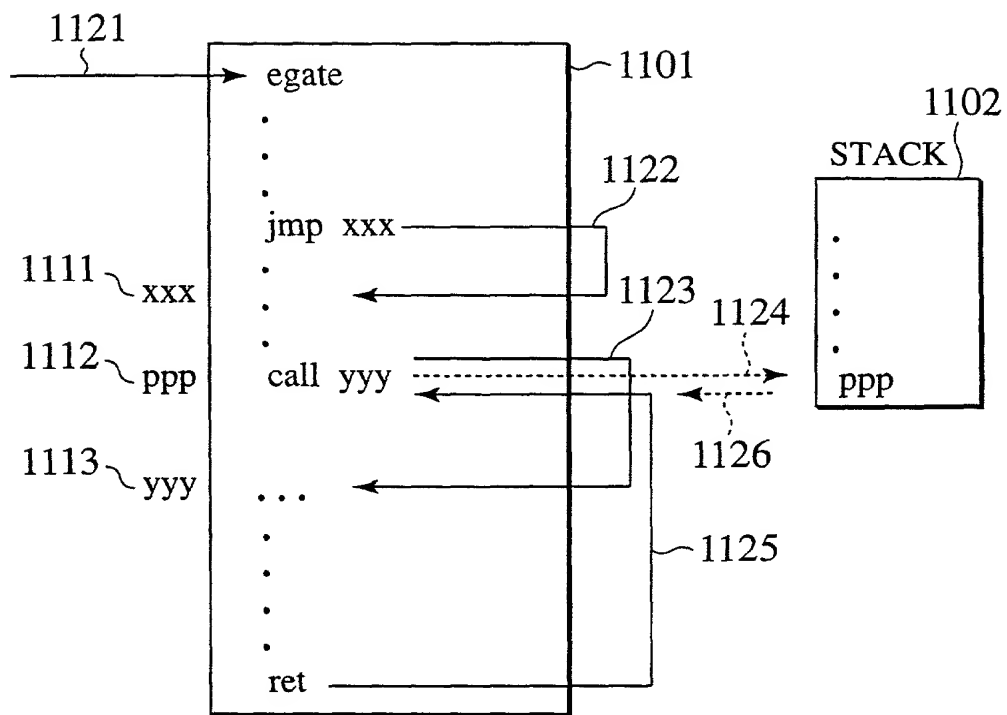 1121
egate
1101
1102
STACK
1122
jmp xxx
1111
xxx
1123
1124
1112
ppp
call yyy
ppp
1126
1113
yyy
1125
ret